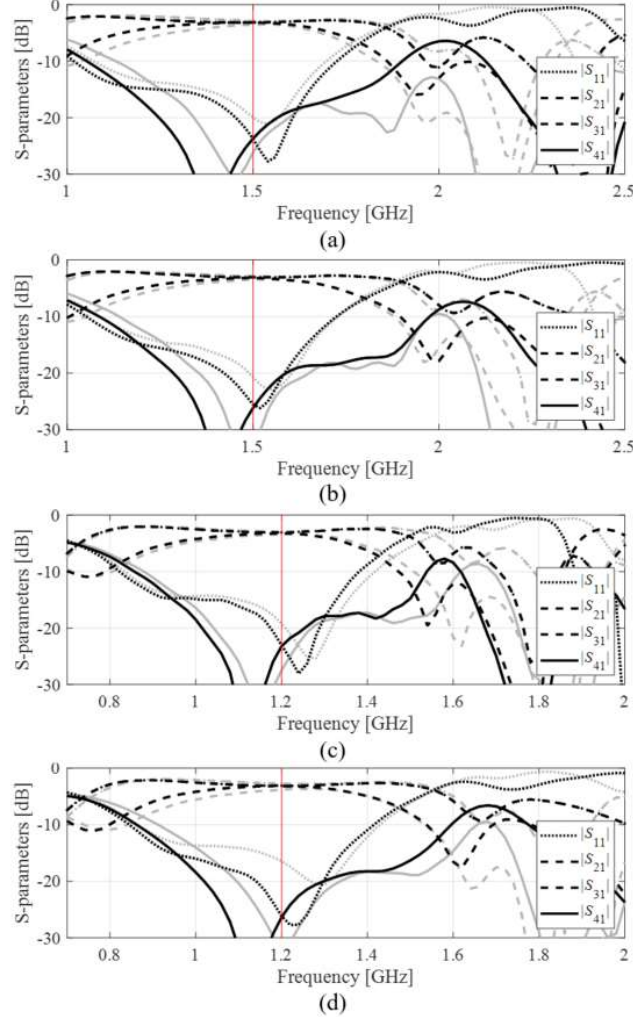 0
-10
-20
-30
S-parameters [dB]
|S11|
|S21|
|S31|
|S41|
1
1.5
2
2.5
Frequency [GHz]
(a)
0
-10
-20
-30
S-parameters [dB]
|S11|
|S21|
|S31|
|S41|
1
1.5
2
2.5
Frequency [GHz]
(b)
0
-10
-20
-30
S-parameters [dB]
|S11|
|S21|
|S31|
|S41|
0.8
1
1.2
1.4
1.6
1.8
2
Frequency [GHz]
(c)
0
-10
-20
-30
S-parameters [dB]
|S11|
|S21|
|S31|
|S41|
0.8
1
1.2
1.4
1.6
1.8
2
Frequency [GHz]
(d)